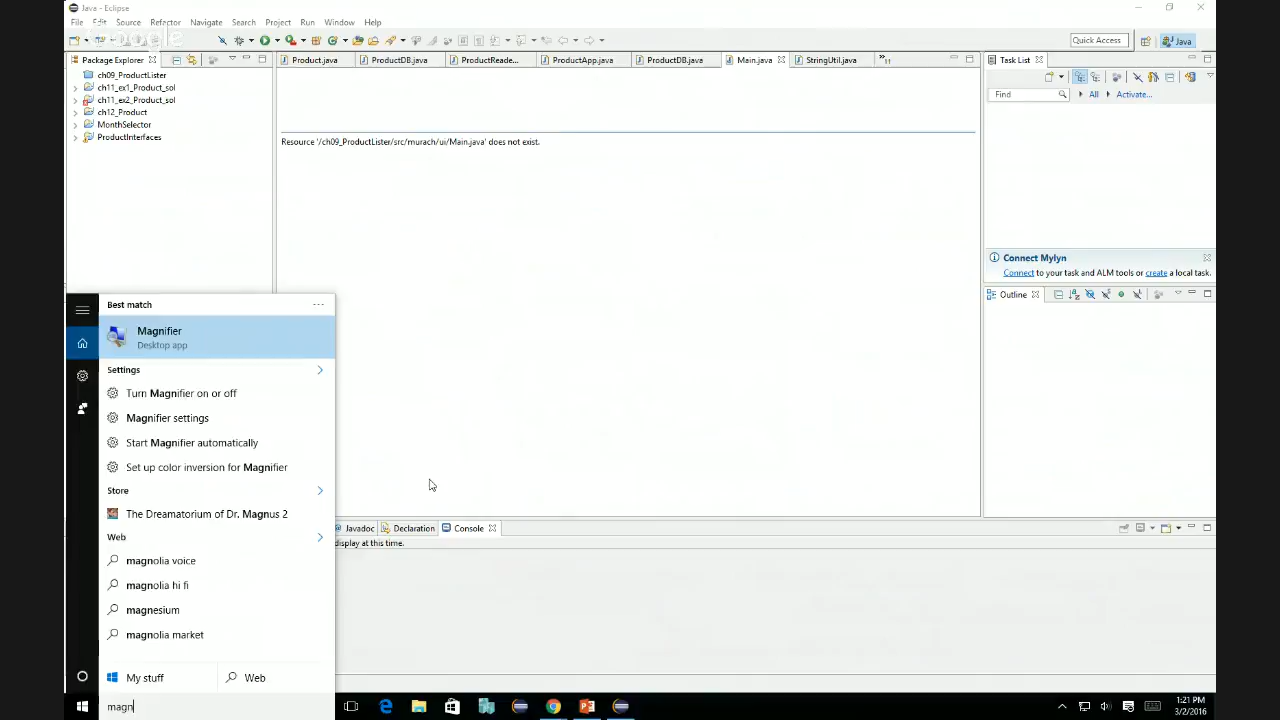 Java - Eclipse
File Edit Source Refactor Navigate Search Project Run Window Help
Google
Quick Access
Java
Package Explorer
Product.java
ProductDB.java
ProductReade...
ProductApp.java
ProductDB.java
Main.java
StringUtil.java
»11
Task List
ch09_ProductLister
ch11_ex1_Product_sol
ch11_ex2_Product_sol
ch12_Product
MonthSelector
ProductInterfaces
Find
All
Activate...
Resource '/ch09_ProductLister/src/murach/ui/Main.java' does not exist.
Connect Mylyn
Connect to your task and ALM tools or create a local task.
Outline
Best match
Magnifier
Desktop app
Settings
Turn Magnifier on or off
Magnifier settings
Start Magnifier automatically
Set up color inversion for Magnifier
Store
The Dreamatorium of Dr. Magnus 2
Web
magnolia voice
magnolia hi fi
magnesium
magnolia market
My stuff
Web
magn
Javadoc
Declaration
Console
display at this time.
1:21 PM
3/2/2016